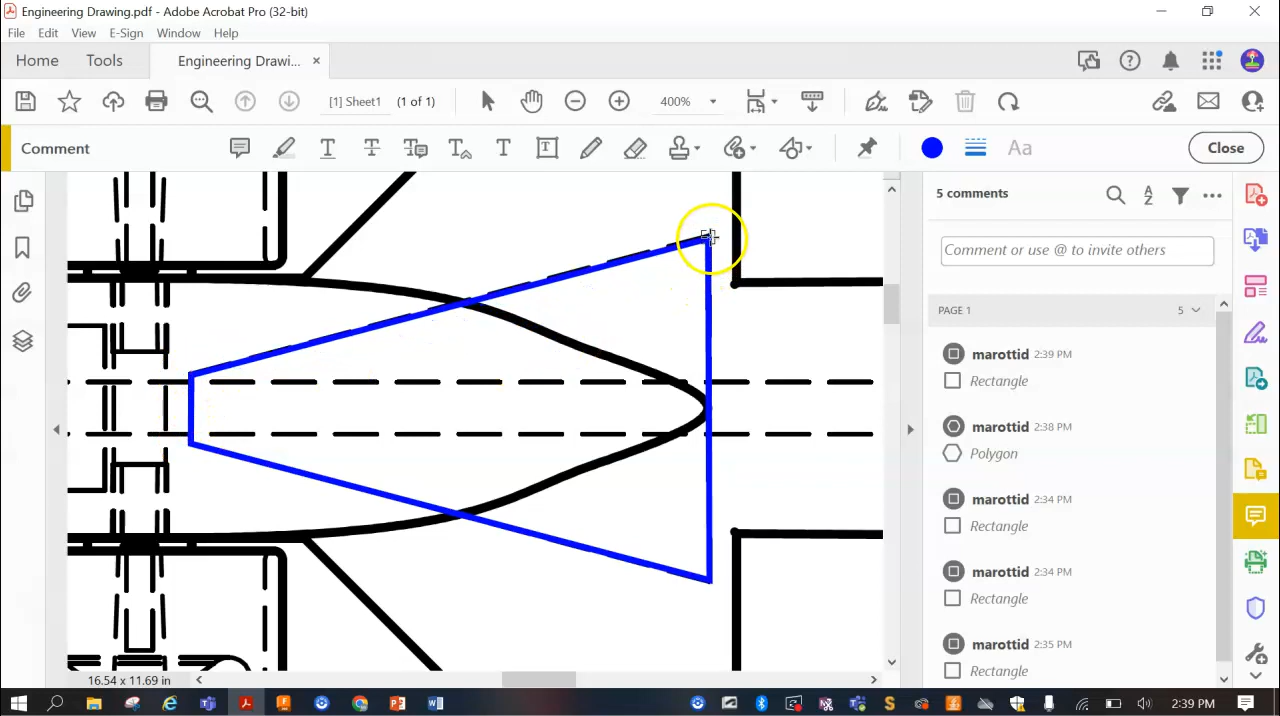 Engineering Drawing.pdf - Adobe Acrobat Pro (32-bit)
File Edit View E-Sign Window Help
Home Tools Engineering Drawi... ×
[1] Sheet1 (1 of 1) 400%
Comment Aa Close
5 comments
Comment or use @ to invite others
PAGE 1 5
marottid 2:39 PM
Rectangle
marottid 2:38 PM
Polygon
marottid 2:34 PM
Rectangle
marottid 2:34 PM
Rectangle
marottid 2:35 PM
Rectangle
16.54 x 11.69 in
2:39 PM